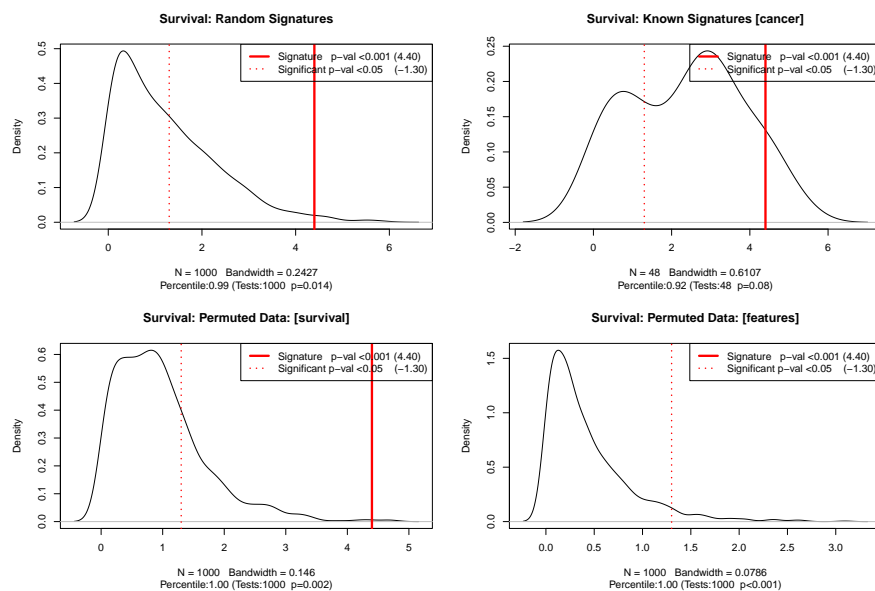 Survival: Random Signatures
Signature   p−val <0.001 (4.40)
Significant p−val <0.05    (−1.30)
Density
0.0 0.1 0.2 0.3 0.4 0.5
0 2 4 6
N = 1000   Bandwidth = 0.2427
Percentile:0.99 (Tests:1000  p=0.014)
Survival: Known Signatures [cancer]
Signature   p−val <0.001 (4.40)
Significant p−val <0.05    (−1.30)
Density
0.00 0.05 0.10 0.15 0.20 0.25
−2 0 2 4 6
N = 48   Bandwidth = 0.6107
Percentile:0.92 (Tests:48  p=0.08)
Survival: Permuted Data: [survival]
Signature   p−val <0.001 (4.40)
Significant p−val <0.05    (−1.30)
Density
0.0 0.1 0.2 0.3 0.4 0.5 0.6
0 1 2 3 4 5
N = 1000   Bandwidth = 0.146
Percentile:1.00 (Tests:1000  p=0.002)
Survival: Permuted Data: [features]
Signature   p−val <0.001 (4.40)
Significant p−val <0.05    (−1.30)
Density
0.0 0.5 1.0 1.5
0.0 0.5 1.0 1.5 2.0 2.5 3.0
N = 1000   Bandwidth = 0.0786
Percentile:1.00 (Tests:1000  p<0.001)